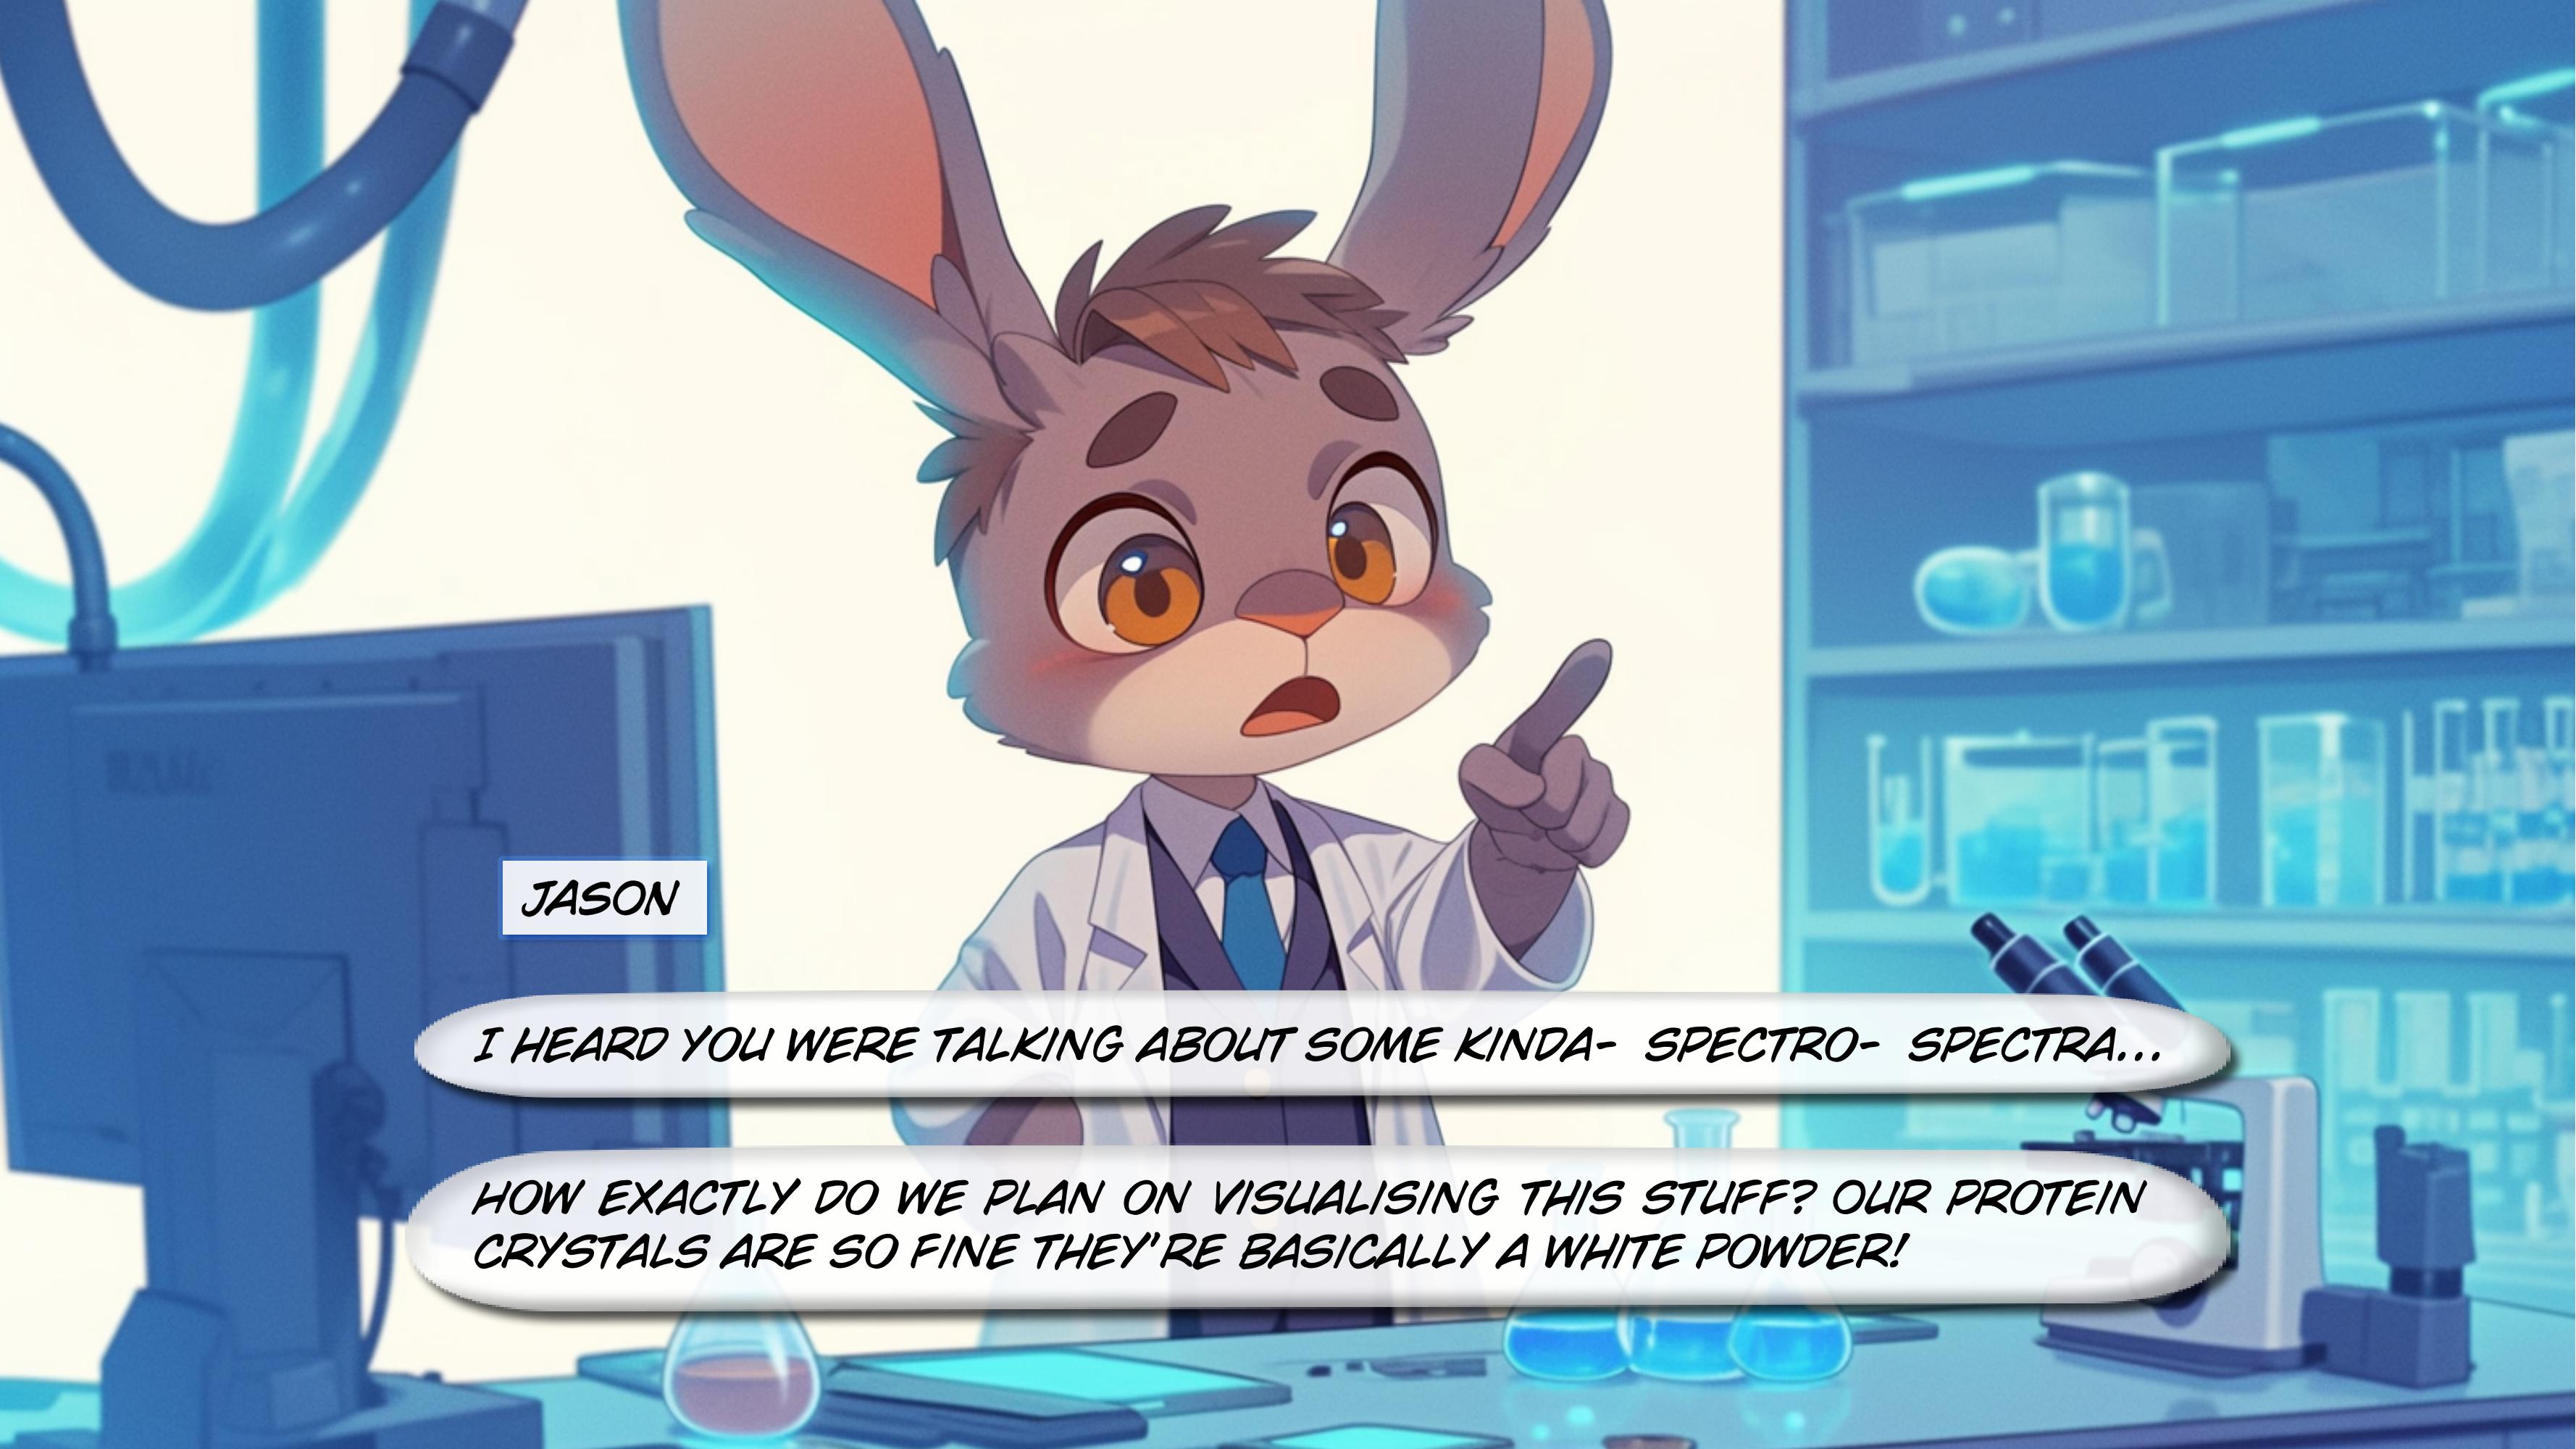 JASON
I HEARD YOU WERE TALKING ABOUT SOME KINDA- SPECTRO- SPECTRA...
HOW EXACTLY DO WE PLAN ON VISUALISING THIS STUFF? OUR PROTEIN
CRYSTALS ARE SO FINE THEY'RE BASICALLY A WHITE POWDER!